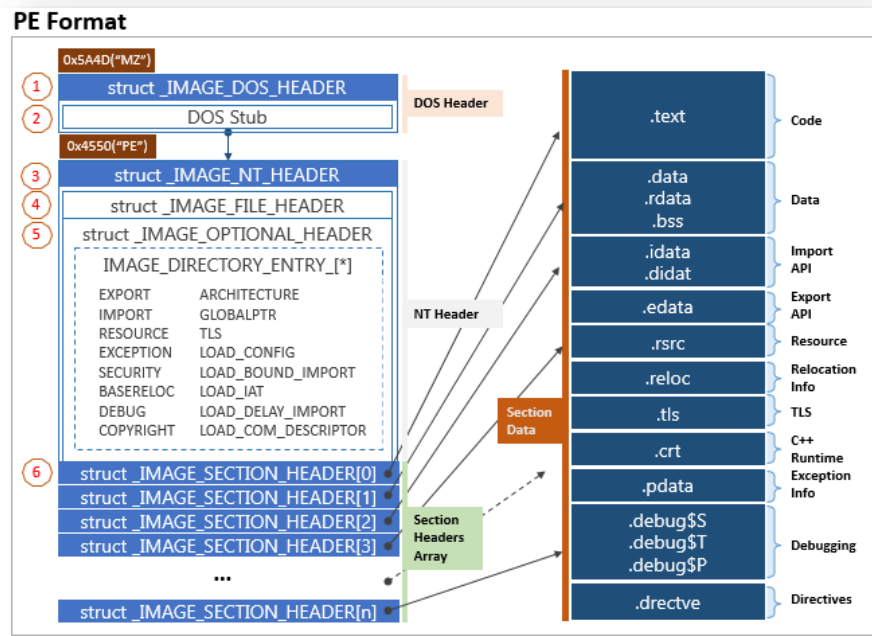 PE Format
0x5A4D("MZ")
1
struct _IMAGE_DOS_HEADER
2
DOS Stub
DOS Header
0x4550("PE")
3
struct _IMAGE_NT_HEADER
4
struct _IMAGE_FILE_HEADER
5
struct _IMAGE_OPTIONAL_HEADER
IMAGE_DIRECTORY_ENTRY_[*]
EXPORT ARCHITECTURE
IMPORT GLOBALPTR
RESOURCE TLS
EXCEPTION LOAD_CONFIG
SECURITY LOAD_BOUND_IMPORT
BASERELOC LOAD_IAT
DEBUG LOAD_DELAY_IMPORT
COPYRIGHT LOAD_COM_DESCRIPTOR
NT Header
6
struct _IMAGE_SECTION_HEADER[0]
struct _IMAGE_SECTION_HEADER[1]
struct _IMAGE_SECTION_HEADER[2]
struct _IMAGE_SECTION_HEADER[3]
...
struct _IMAGE_SECTION_HEADER[n]
Section
Headers
Array
Section
Data
.text
Code
.data
.rdata
.bss
Data
.idata
.didat
Import
API
.edata
Export
API
.rsrc
Resource
.reloc
Relocation
Info
.tls
TLS
.crt
C++
Runtime
.pdata
Exception
Info
.debug$S
.debug$T
.debug$P
Debugging
.drectve
Directives